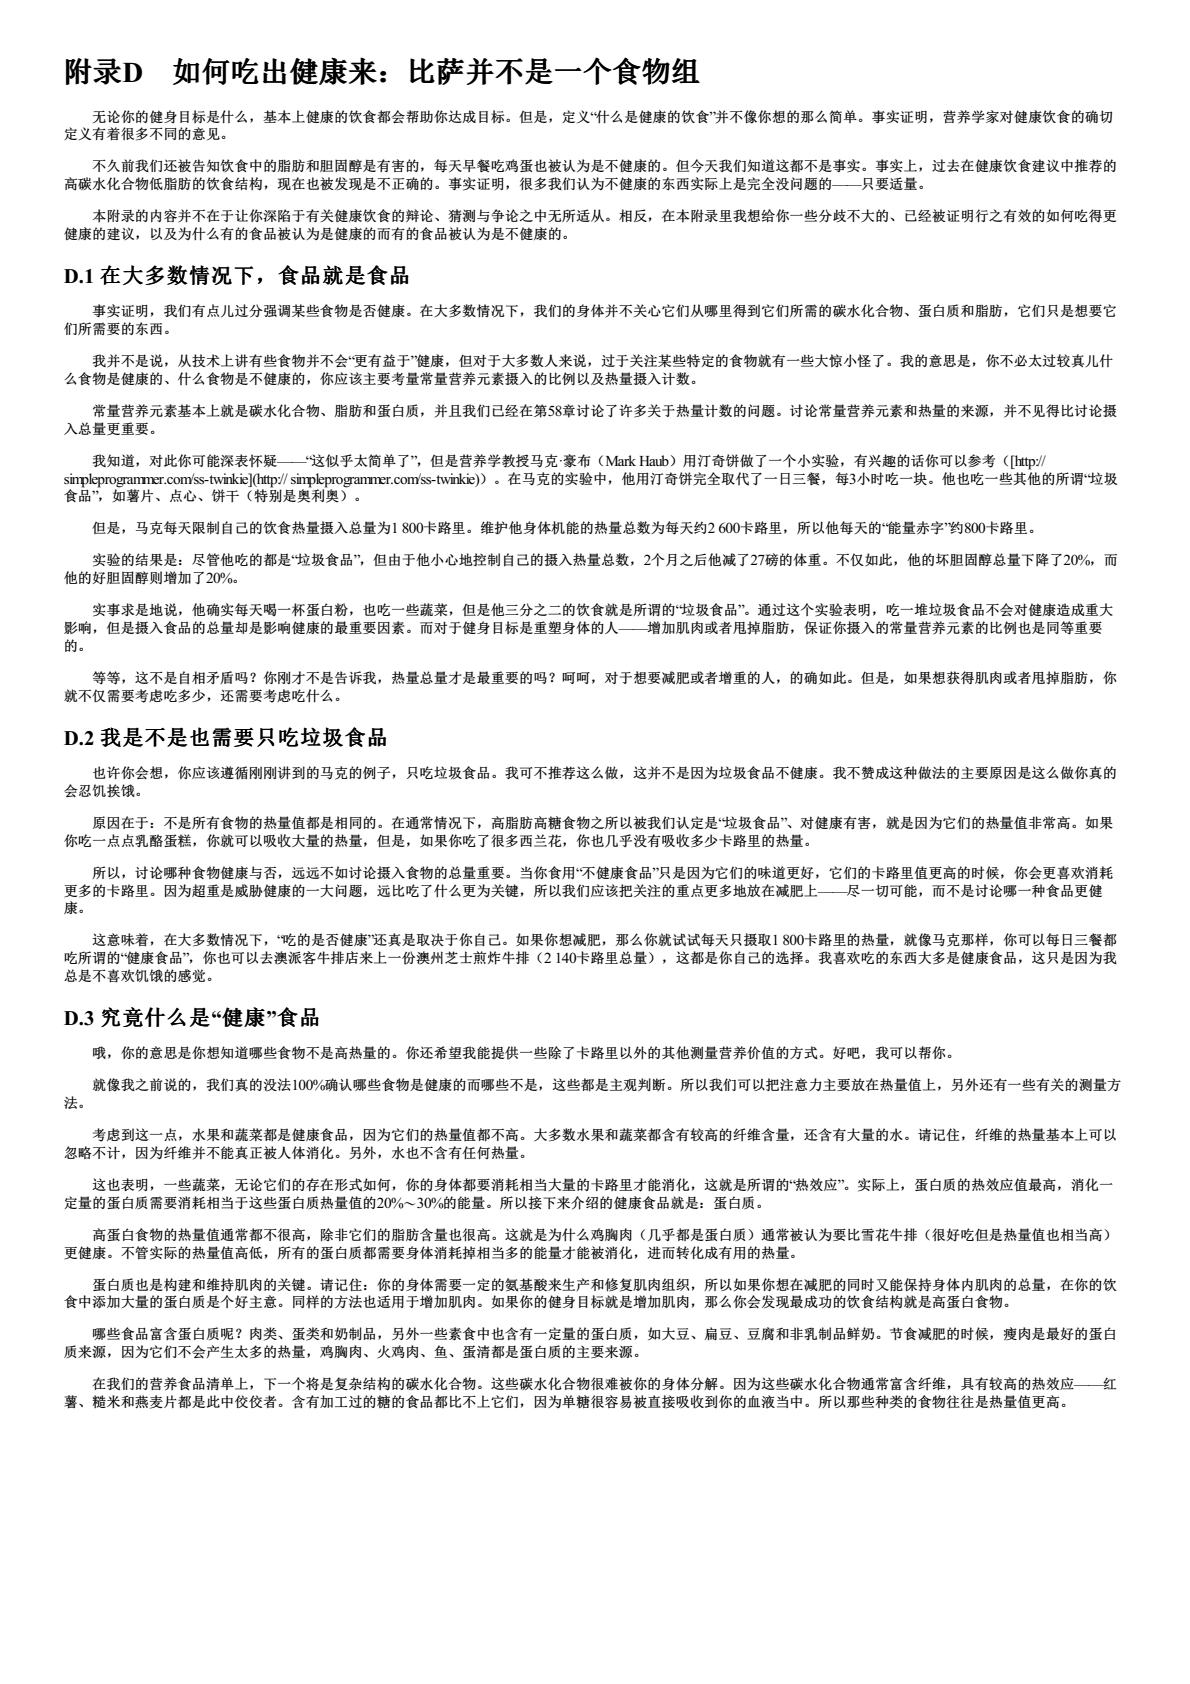 附录D　如何吃出健康来：比萨并不是一个食物组
无论你的健身目标是什么，基本上健康的饮食都会帮助你达成目标。但是，定义“什么是健康的饮食”并不像你想的那么简单。事实证明，营养学家对健康饮食的确切
定义有着很多不同的意见。
不久前我们还被告知饮食中的脂肪和胆固醇是有害的，每天早餐吃鸡蛋也被认为是不健康的。但今天我们知道这都不是事实。事实上，过去在健康饮食建议中推荐的
高碳水化合物低脂肪的饮食结构，现在也被发现是不正确的。事实证明，很多我们认为不健康的东西实际上是完全没问题的——只要适量。
本附录的内容并不在于让你深陷于有关健康饮食的辩论、猜测与争论之中无所适从。相反，在本附录里我想给你一些分歧不大的、已经被证明行之有效的如何吃得更
健康的建议，以及为什么有的食品被认为是健康的而有的食品被认为是不健康的。
D.1 在大多数情况下，食品就是食品
事实证明，我们有点儿过分强调某些食物是否健康。在大多数情况下，我们的身体并不关心它们从哪里得到它们所需的碳水化合物、蛋白质和脂肪，它们只是想要它
们所需要的东西。
我并不是说，从技术上讲有些食物并不会“更有益于”健康，但对于大多数人来说，过于关注某些特定的食物就有一些大惊小怪了。我的意思是，你不必太过较真儿什
么食物是健康的、什么食物是不健康的，你应该主要考量常量营养元素摄入的比例以及热量摄入计数。
常量营养元素基本上就是碳水化合物、脂肪和蛋白质，并且我们已经在第58章讨论了许多关于热量计数的问题。讨论常量营养元素和热量的来源，并不见得比讨论摄
入总量更重要。
我知道，对此你可能深表怀疑——“这似乎太简单了”，但是营养学教授马克·豪布（Mark Haub）用汀奇饼做了一个小实验，有兴趣的话你可以参考（[http://
simpleprogrammer.com/ss-twinkie](http:// simpleprogrammer.com/ss-twinkie)）。在马克的实验中，他用汀奇饼完全取代了一日三餐，每3小时吃一块。他也吃一些其他的所谓“垃圾
食品”，如薯片、点心、饼干（特别是奥利奥）。
但是，马克每天限制自己的饮食热量摄入总量为1 800卡路里。维护他身体机能的热量总数为每天约2 600卡路里，所以他每天的“能量赤字”约800卡路里。
实验的结果是：尽管他吃的都是“垃圾食品”，但由于他小心地控制自己的摄入热量总数，2个月之后他减了27磅的体重。不仅如此，他的坏胆固醇总量下降了20%，而
他的好胆固醇则增加了20%。
实事求是地说，他确实每天喝一杯蛋白粉，也吃一些蔬菜，但是他三分之二的饮食就是所谓的“垃圾食品”。通过这个实验表明，吃一堆垃圾食品不会对健康造成重大
影响，但是摄入食品的总量却是影响健康的最重要因素。而对于健身目标是重塑身体的人——增加肌肉或者甩掉脂肪，保证你摄入的常量营养元素的比例也是同等重要
的。
等等，这不是自相矛盾吗？你刚才不是告诉我，热量总量才是最重要的吗？呵呵，对于想要减肥或者增重的人，的确如此。但是，如果想获得肌肉或者甩掉脂肪，你
就不仅需要考虑吃多少，还需要考虑吃什么。
D.2 我是不是也需要只吃垃圾食品
也许你会想，你应该遵循刚刚讲到的马克的例子，只吃垃圾食品。我可不推荐这么做，这并不是因为垃圾食品不健康。我不赞成这种做法的主要原因是这么做你真的
会忍饥挨饿。
原因在于：不是所有食物的热量值都是相同的。在通常情况下，高脂肪高糖食物之所以被我们认定是“垃圾食品”、对健康有害，就是因为它们的热量值非常高。如果
你吃一点点乳酪蛋糕，你就可以吸收大量的热量，但是，如果你吃了很多西兰花，你也几乎没有吸收多少卡路里的热量。
所以，讨论哪种食物健康与否，远远不如讨论摄入食物的总量重要。当你食用“不健康食品”只是因为它们的味道更好，它们的卡路里值更高的时候，你会更喜欢消耗
更多的卡路里。因为超重是威胁健康的一大问题，远比吃了什么更为关键，所以我们应该把关注的重点更多地放在减肥上——尽一切可能，而不是讨论哪一种食品更健
康。
这意味着，在大多数情况下，“吃的是否健康”还真是取决于你自己。如果你想减肥，那么你就试试每天只摄取1 800卡路里的热量，就像马克那样，你可以每日三餐都
吃所谓的“健康食品”，你也可以去澳派客牛排店来上一份澳州芝士煎炸牛排（2 140卡路里总量），这都是你自己的选择。我喜欢吃的东西大多是健康食品，这只是因为我
总是不喜欢饥饿的感觉。
D.3 究竟什么是“健康”食品
哦，你的意思是你想知道哪些食物不是高热量的。你还希望我能提供一些除了卡路里以外的其他测量营养价值的方式。好吧，我可以帮你。
就像我之前说的，我们真的没法100%确认哪些食物是健康的而哪些不是，这些都是主观判断。所以我们可以把注意力主要放在热量值上，另外还有一些有关的测量方
法。
考虑到这一点，水果和蔬菜都是健康食品，因为它们的热量值都不高。大多数水果和蔬菜都含有较高的纤维含量，还含有大量的水。请记住，纤维的热量基本上可以
忽略不计，因为纤维并不能真正被人体消化。另外，水也不含有任何热量。
这也表明，一些蔬菜，无论它们的存在形式如何，你的身体都要消耗相当大量的卡路里才能消化，这就是所谓的“热效应”。实际上，蛋白质的热效应值最高，消化一
定量的蛋白质需要消耗相当于这些蛋白质热量值的20%～30%的能量。所以接下来介绍的健康食品就是：蛋白质。
高蛋白食物的热量值通常都不很高，除非它们的脂肪含量也很高。这就是为什么鸡胸肉（几乎都是蛋白质）通常被认为要比雪花牛排（很好吃但是热量值也相当高）
更健康。不管实际的热量值高低，所有的蛋白质都需要身体消耗掉相当多的能量才能被消化，进而转化成有用的热量。
蛋白质也是构建和维持肌肉的关键。请记住：你的身体需要一定的氨基酸来生产和修复肌肉组织，所以如果你想在减肥的同时又能保持身体内肌肉的总量，在你的饮
食中添加大量的蛋白质是个好主意。同样的方法也适用于增加肌肉。如果你的健身目标就是增加肌肉，那么你会发现最成功的饮食结构就是高蛋白食物。
哪些食品富含蛋白质呢？肉类、蛋类和奶制品，另外一些素食中也含有一定量的蛋白质，如大豆、扁豆、豆腐和非乳制品鲜奶。节食减肥的时候，瘦肉是最好的蛋白
质来源，因为它们不会产生太多的热量，鸡胸肉、火鸡肉、鱼、蛋清都是蛋白质的主要来源。
在我们的营养食品清单上，下一个将是复杂结构的碳水化合物。这些碳水化合物很难被你的身体分解。因为这些碳水化合物通常富含纤维，具有较高的热效应——红
薯、糙米和燕麦片都是此中佼佼者。含有加工过的糖的食品都比不上它们，因为单糖很容易被直接吸收到你的血液当中。所以那些种类的食物往往是热量值更高。